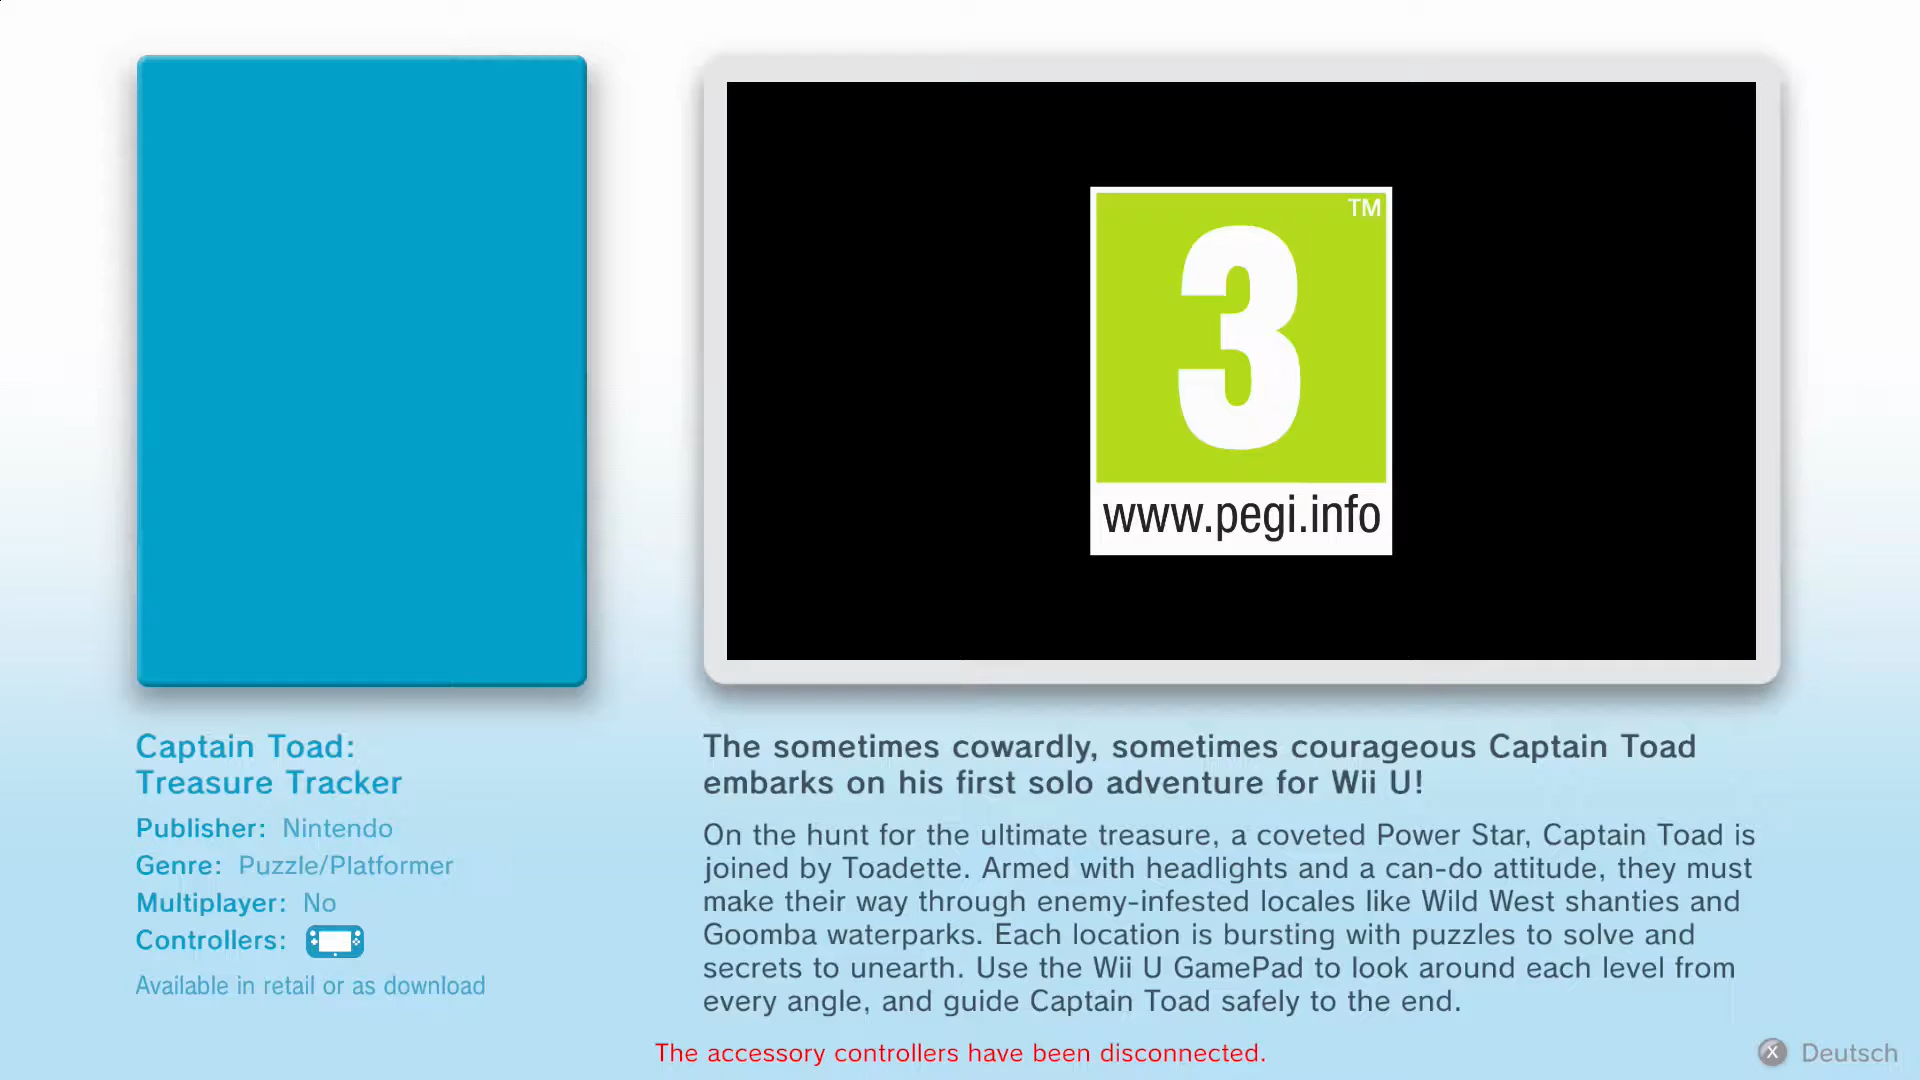 TM
3
www.pegi.info
Captain Toad:
Treasure Tracker
Publisher: Nintendo
Genre: Puzzle/Platformer
Multiplayer: No
Controllers:
Available in retail or as download
The sometimes cowardly, sometimes courageous Captain Toad
embarks on his first solo adventure for Wii U!
On the hunt for the ultimate treasure, a coveted Power Star, Captain Toad is
joined by Toadette. Armed with headlights and a can-do attitude, they must
make their way through enemy-infested locales like Wild West shanties and
Goomba waterparks. Each location is bursting with puzzles to solve and
secrets to unearth. Use the Wii U GamePad to look around each level from
every angle, and guide Captain Toad safely to the end.
The accessory controllers have been disconnected.
X Deutsch